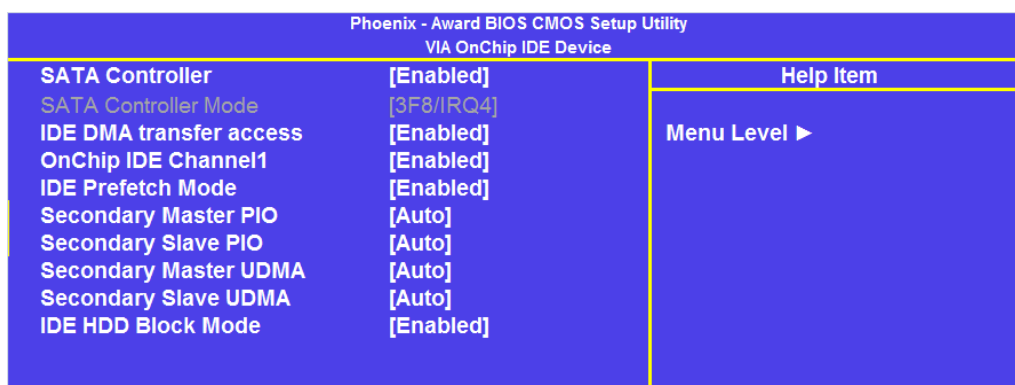 Phoenix - Award BIOS CMOS Setup Utility
VIA OnChip IDE Device
SATA Controller [Enabled]
Help Item
SATA Controller Mode [3F8/IRQ4]
IDE DMA transfer access [Enabled]
Menu Level ►
OnChip IDE Channel1 [Enabled]
IDE Prefetch Mode [Enabled]
Secondary Master PIO [Auto]
Secondary Slave PIO [Auto]
Secondary Master UDMA [Auto]
Secondary Slave UDMA [Auto]
IDE HDD Block Mode [Enabled]